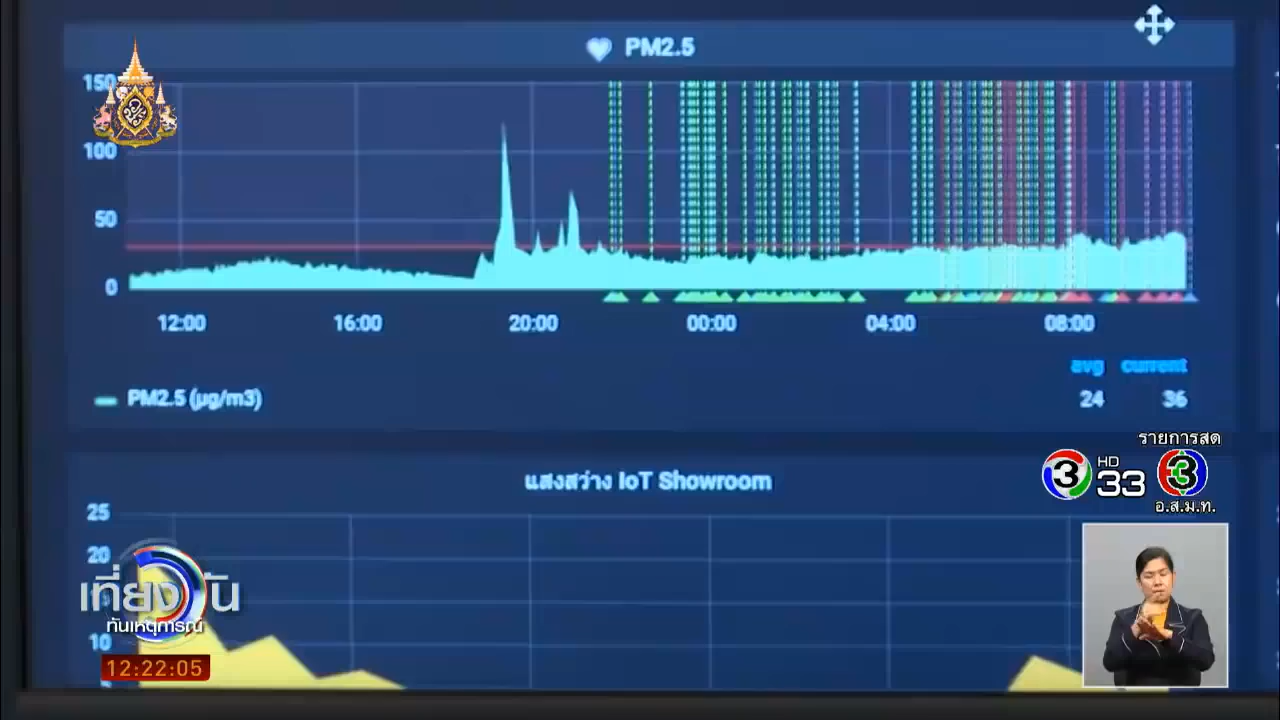 PM2.5
150
100
50
0
12:00 16:00 20:00 00:00 04:00 08:00
avg current
PM2.5 (µg/m3) 24 36
รายการสด
3 HD 33 3
อ.ส.ม.ท.
แสงสว่าง IoT Showroom
25
20
10
เที่ยงวัน
ทันเหตุการณ์
12:22:05